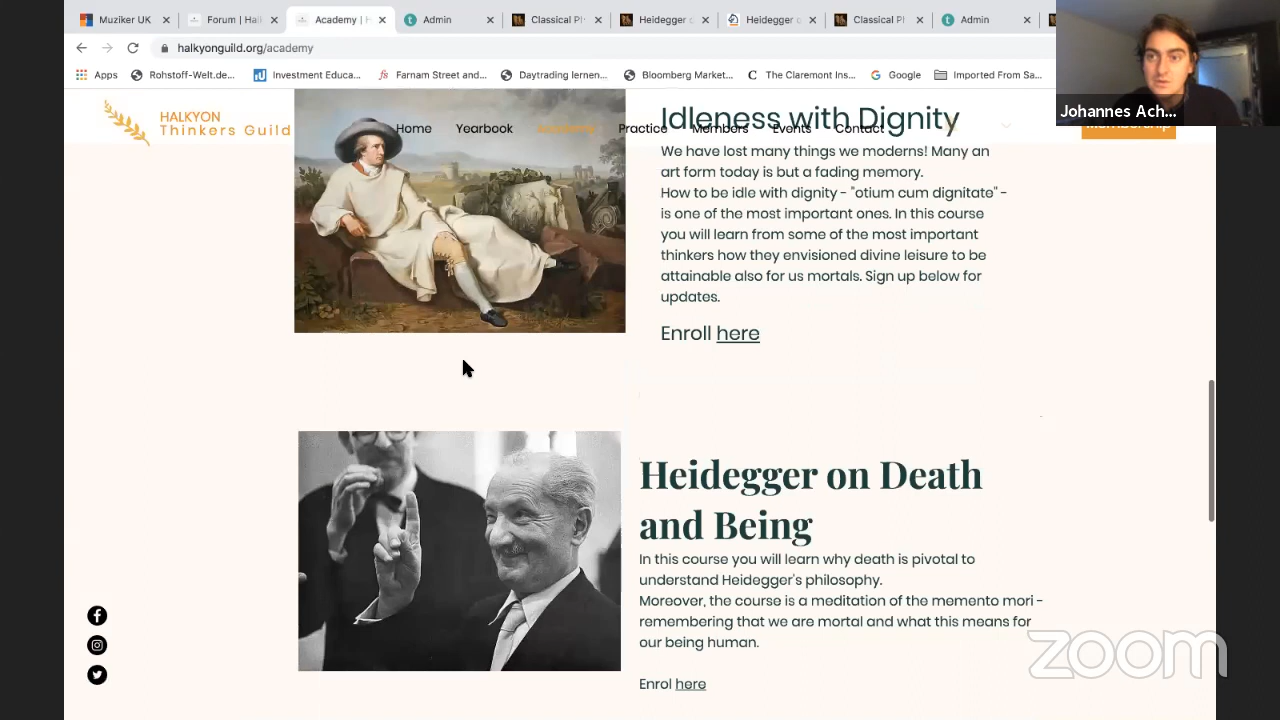 Muziker UK
Forum | Hal
Academy | H
Admin
Classical Ph
Heidegger o
Heidegger o
Classical Ph
Admin
halkyonguild.org/academy
Apps
Rohstoff-Welt.de...
Investment Educa...
Farnam Street and...
Daytrading lernen...
Bloomberg Market...
The Claremont Ins...
Google
Imported From Sa...
Johannes Ach...
HALKYON
Thinkers Guild
Home
Yearbook
Academy
Practice
Members
Events
Contact
Membership
Idleness with Dignity
We have lost many things we moderns! Many an
art form today is but a fading memory.
How to be idle with dignity - "otium cum dignitate" -
is one of the most important ones. In this course
you will learn from some of the most important
thinkers how they envisioned divine leisure to be
attainable also for us mortals. Sign up below for
updates.
Enroll here
Heidegger on Death
and Being
In this course you will learn why death is pivotal to
understand Heidegger's philosophy.
Moreover, the course is a meditation of the memento mori -
remembering that we are mortal and what this means for
our being human.
Enrol here
zoom